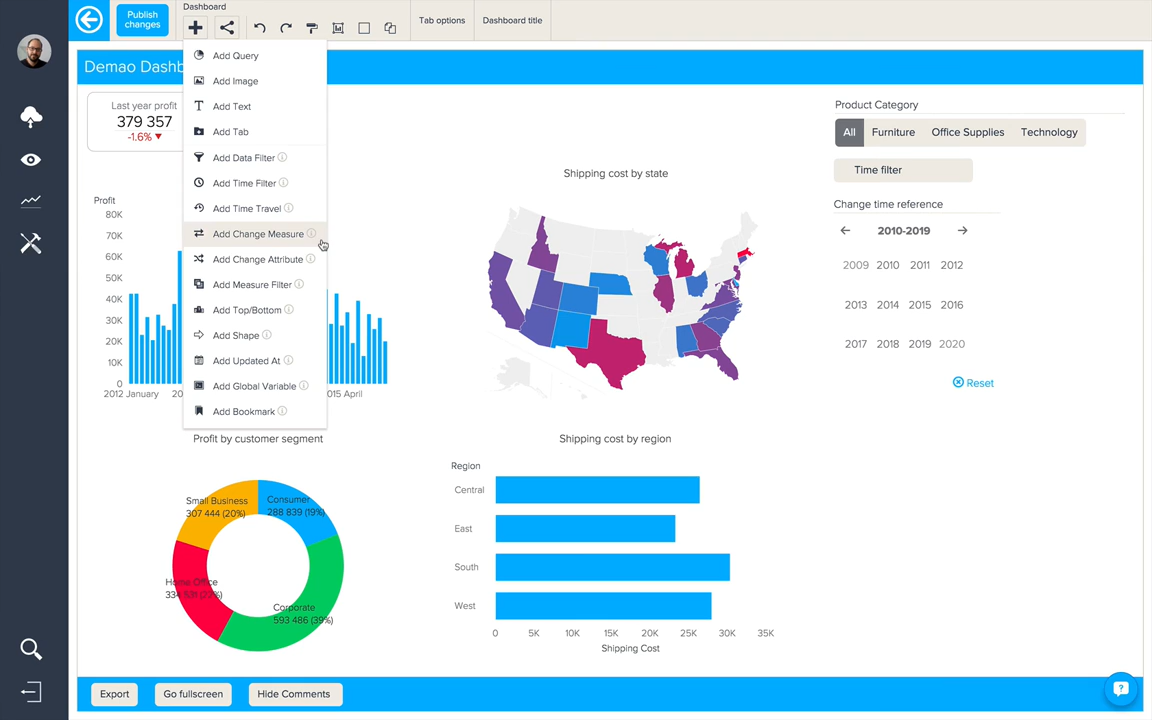 Publish changes
Dashboard
Tab options
Dashboard title
Demao Dashb
Add Query
Add Image
Add Text
Add Tab
Add Data Filter
Add Time Filter
Add Time Travel
Add Change Measure
Add Change Attribute
Add Measure Filter
Add Top/Bottom
Add Shape
Add Updated At
Add Global Variable
Add Bookmark
Last year profit
379 357
-1.6%
Profit
80K
70K
60K
50K
40K
30K
20K
10K
0
2012 January
20
015 April
Shipping cost by state
Product Category
All Furniture Office Supplies Technology
Time filter
Change time reference
2010-2019
2009 2010 2011 2012
2013 2014 2015 2016
2017 2018 2019 2020
Reset
Profit by customer segment
Small Business
307 444 (20%)
Consumer
288 839 (19%)
Home Office
334 531 (22%)
Corporate
593 486 (39%)
Shipping cost by region
Region
Central
East
South
West
0 5K 10K 15K 20K 25K 30K 35K
Shipping Cost
Export
Go fullscreen
Hide Comments